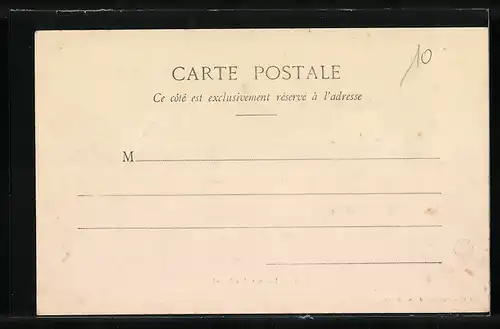 10
CARTE POSTALE
Ce côté est exclusivement réservé à l'adresse
M